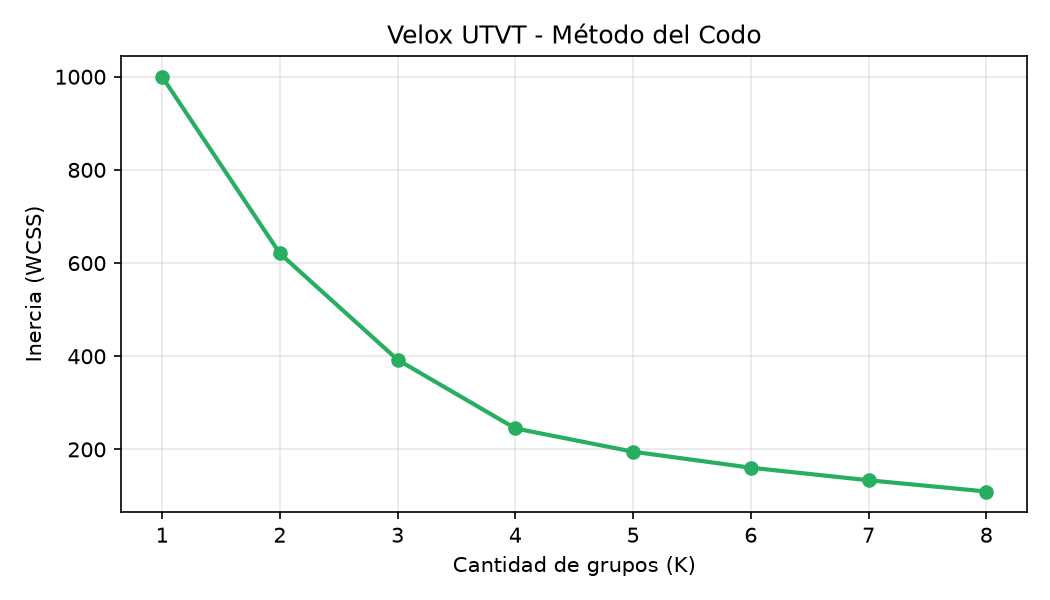 Velox UTVT - Método del Codo
Inercia (WCSS)
1000
800
600
400
200
1 2 3 4 5 6 7 8
Cantidad de grupos (K)